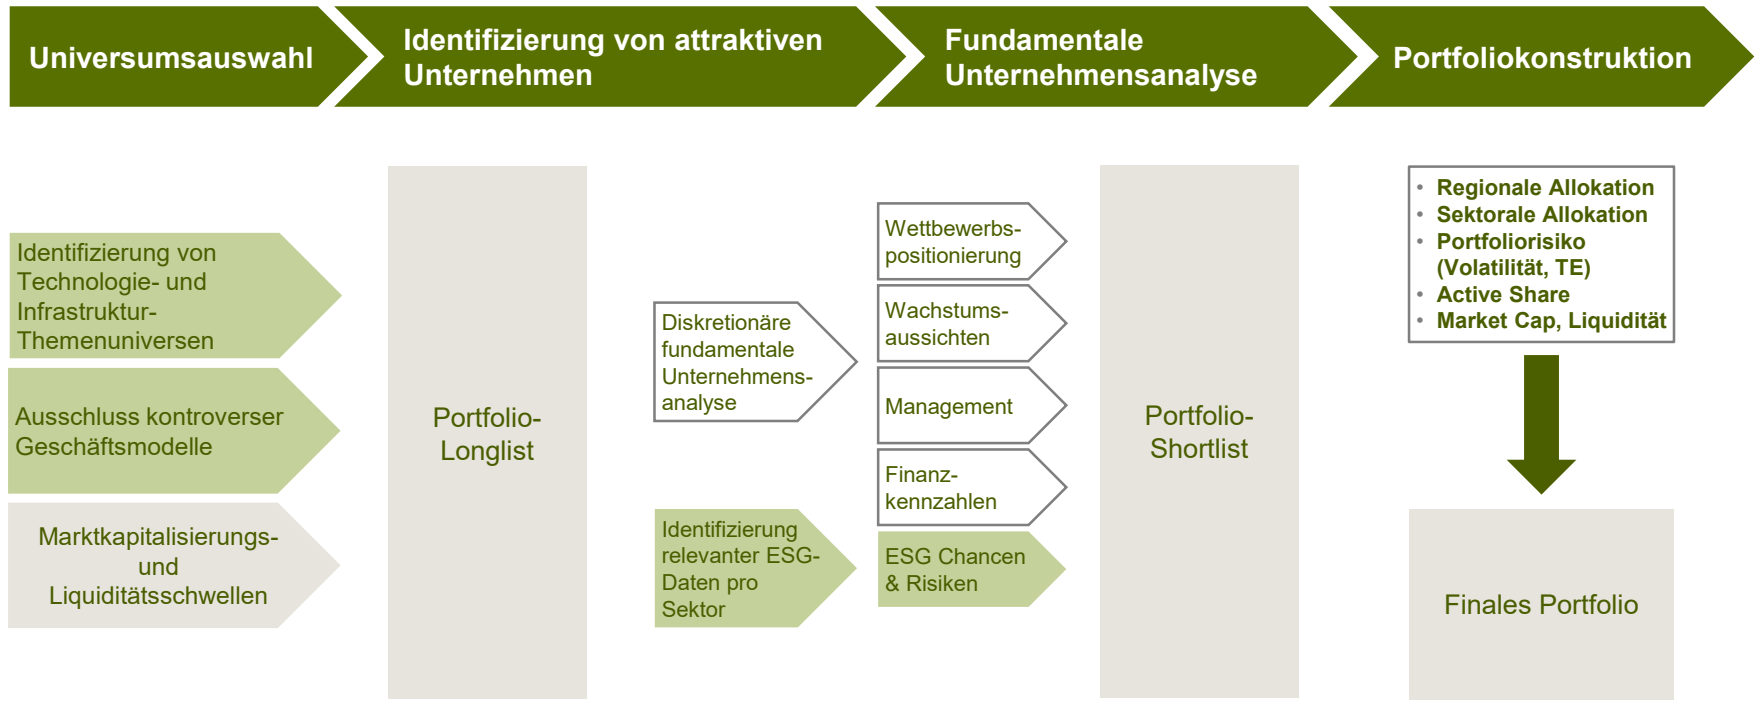 Universumsauswahl
Identifizierung von attraktiven
Unternehmen
Fundamentale
Unternehmensanalyse
Portfoliokonstruktion
Identifizierung von
Technologie- und
Infrastruktur-
Themenuniversen
Ausschluss kontroverser
Geschäftsmodelle
Marktkapitalisierungs-
und
Liquiditätsschwellen
Portfolio-
Longlist
Diskretionäre
fundamentale
Unternehmens-
analyse
Identifizierung
relevanter ESG-
Daten pro
Sektor
Wettbewerbs-
positionierung
Wachstums-
aussichten
Management
Finanz-
kennzahlen
ESG Chancen
& Risiken
Portfolio-
Shortlist
• Regionale Allokation
• Sektorale Allokation
• Portfoliorisiko
(Volatilität, TE)
• Active Share
• Market Cap, Liquidität
Finales Portfolio